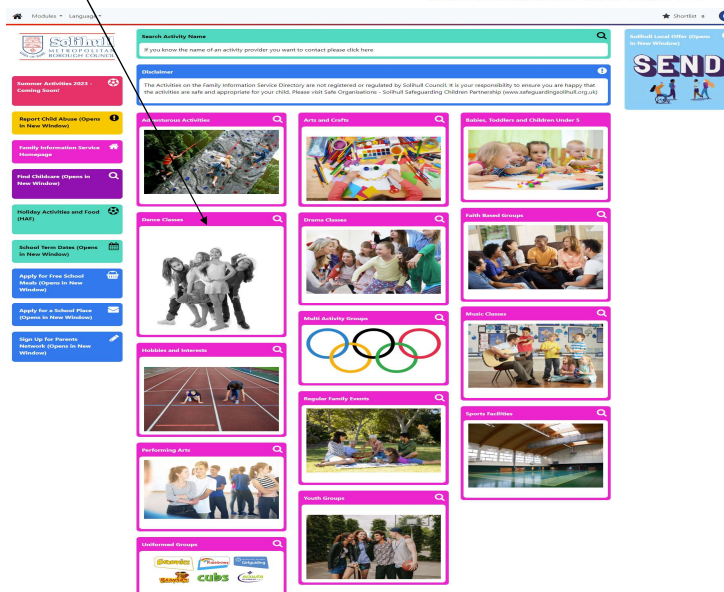 Modules
Language
Shortlist 0
Solihull
METROPOLITAN
BOROUGH COUNCIL
Summer Activities 2023 -
Coming Soon!
Report Child Abuse (Opens
in New Window)
Family Information Service
Homepage
Find Childcare (Opens in
New Window)
Holiday Activities and Food
(HAF)
School Term Dates (Opens
in New Window)
Apply for Free School
Meals (Opens in New
Window)
Apply for a School Place
(Opens in New Window)
Sign Up for Parents
Network (Opens in New
Window)
Search Activity Name
If you know the name of an activity provider you want to contact please click here
Disclaimer
The Activities on the Family Information Service Directory are not registered or regulated by Solihull Council. It is your responsibility to ensure you are happy that
the activities are safe and appropriate for your child. Please visit Safe Organisations - Solihull Safeguarding Children Partnership (www.safeguardingsolihull.org.uk)
Adventurous Activities
Dance Classes
Hobbies and Interests
Performing Arts
Uniformed Groups
Rainbows
Girlguiding
Beavers
cubs
scouts
Arts and Crafts
Drama Classes
Multi Activity Groups
Regular Family Events
Youth Groups
Babies, Toddlers and Children Under 5
Faith Based Groups
Music Classes
Sports Facilities
Solihull Local Offer (Opens
in New Window)
SEND